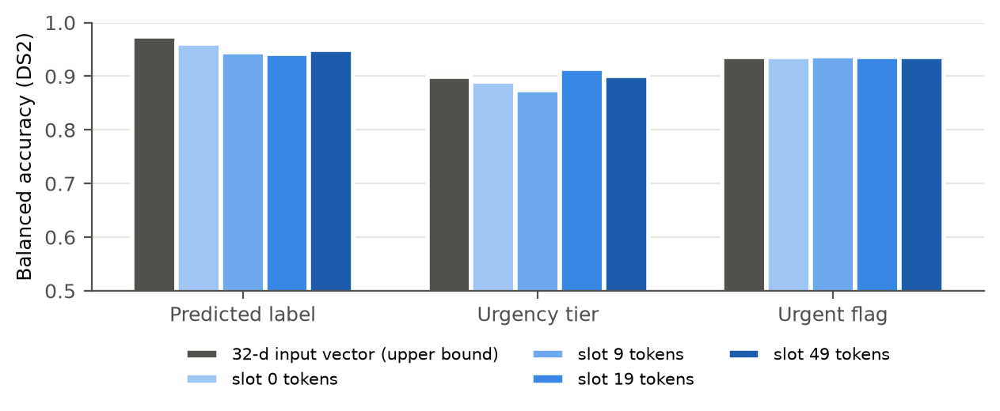 Balanced accuracy (DS2)
1.0
0.9
0.8
0.7
0.6
0.5
Predicted label
Urgency tier
Urgent flag
32-d input vector (upper bound)
slot 0 tokens
slot 9 tokens
slot 19 tokens
slot 49 tokens